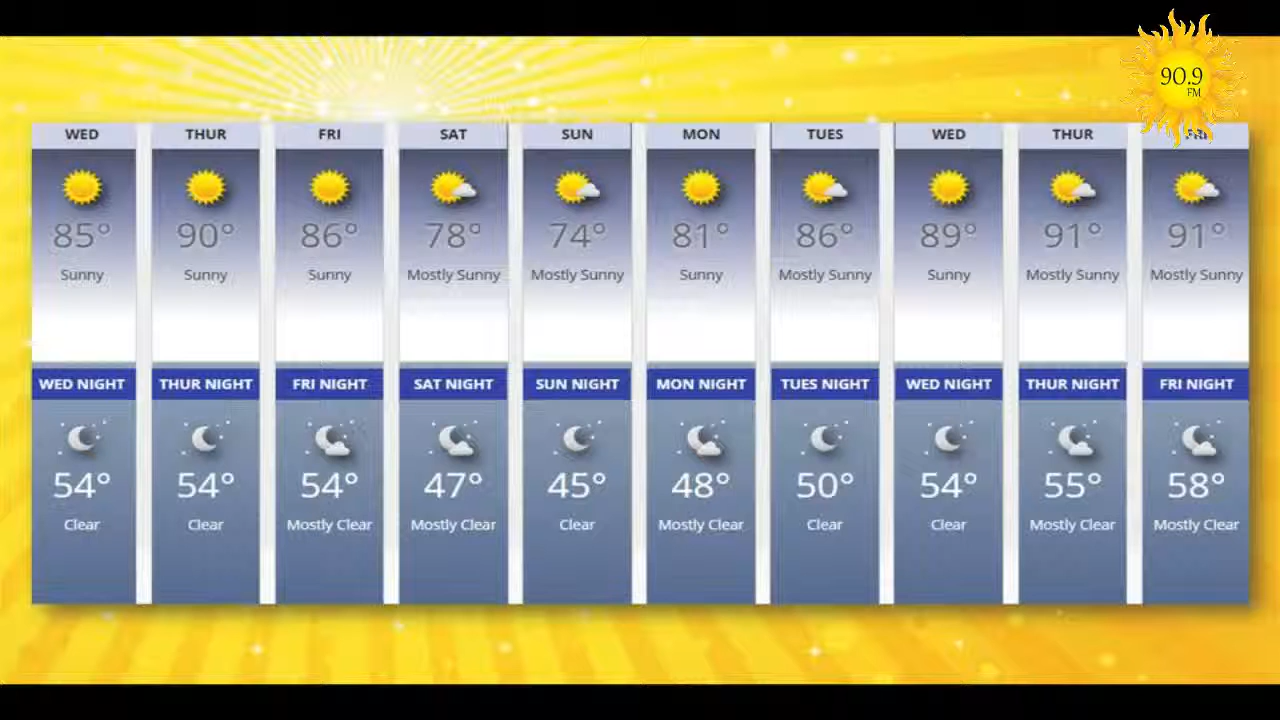 90.9
FM
WED THUR FRI SAT SUN MON TUES WED THUR FRI
85° 90° 86° 78° 74° 81° 86° 89° 91° 91°
Sunny Sunny Sunny Mostly Sunny Mostly Sunny Sunny Mostly Sunny Sunny Mostly Sunny Mostly Sunny
WED NIGHT THUR NIGHT FRI NIGHT SAT NIGHT SUN NIGHT MON NIGHT TUES NIGHT WED NIGHT THUR NIGHT FRI NIGHT
54° 54° 54° 47° 45° 48° 50° 54° 55° 58°
Clear Clear Mostly Clear Mostly Clear Clear Mostly Clear Clear Clear Mostly Clear Mostly Clear